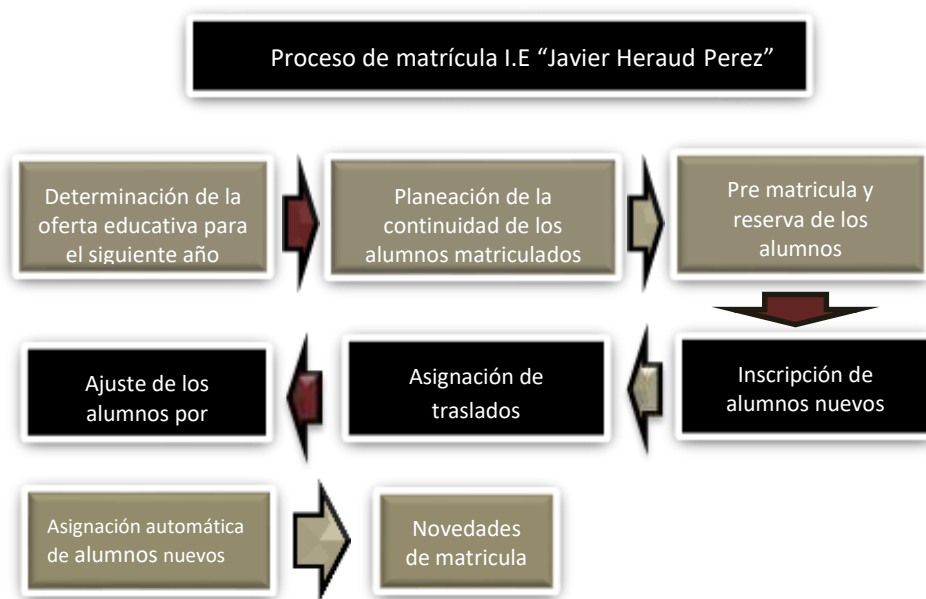 Proceso de matrícula I.E “Javier Heraud Perez”
Determinación de la
oferta educativa para
el siguiente año
Planeación de la
continuidad de los
alumnos matriculados
Pre matricula y
reserva de los
alumnos
Inscripción de
alumnos nuevos
Asignación de
traslados
Ajuste de los
alumnos por
Asignación automática
de alumnos nuevos
Novedades
de matricula